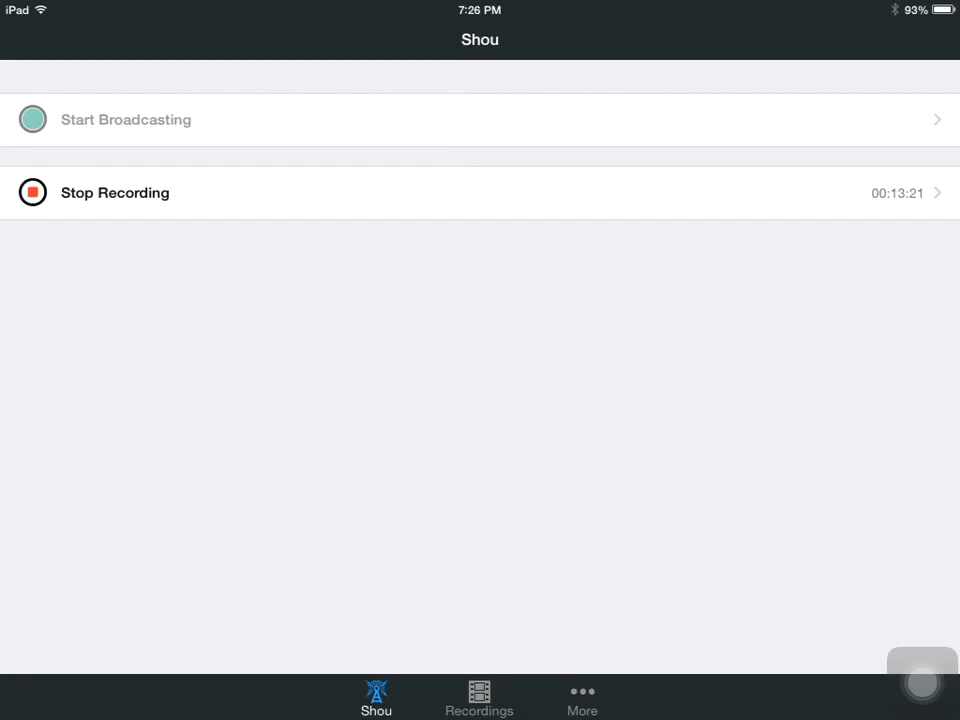 iPad 7:26 PM 93%
Shou
Start Broadcasting
Stop Recording 00:13:21
Shou Recordings More